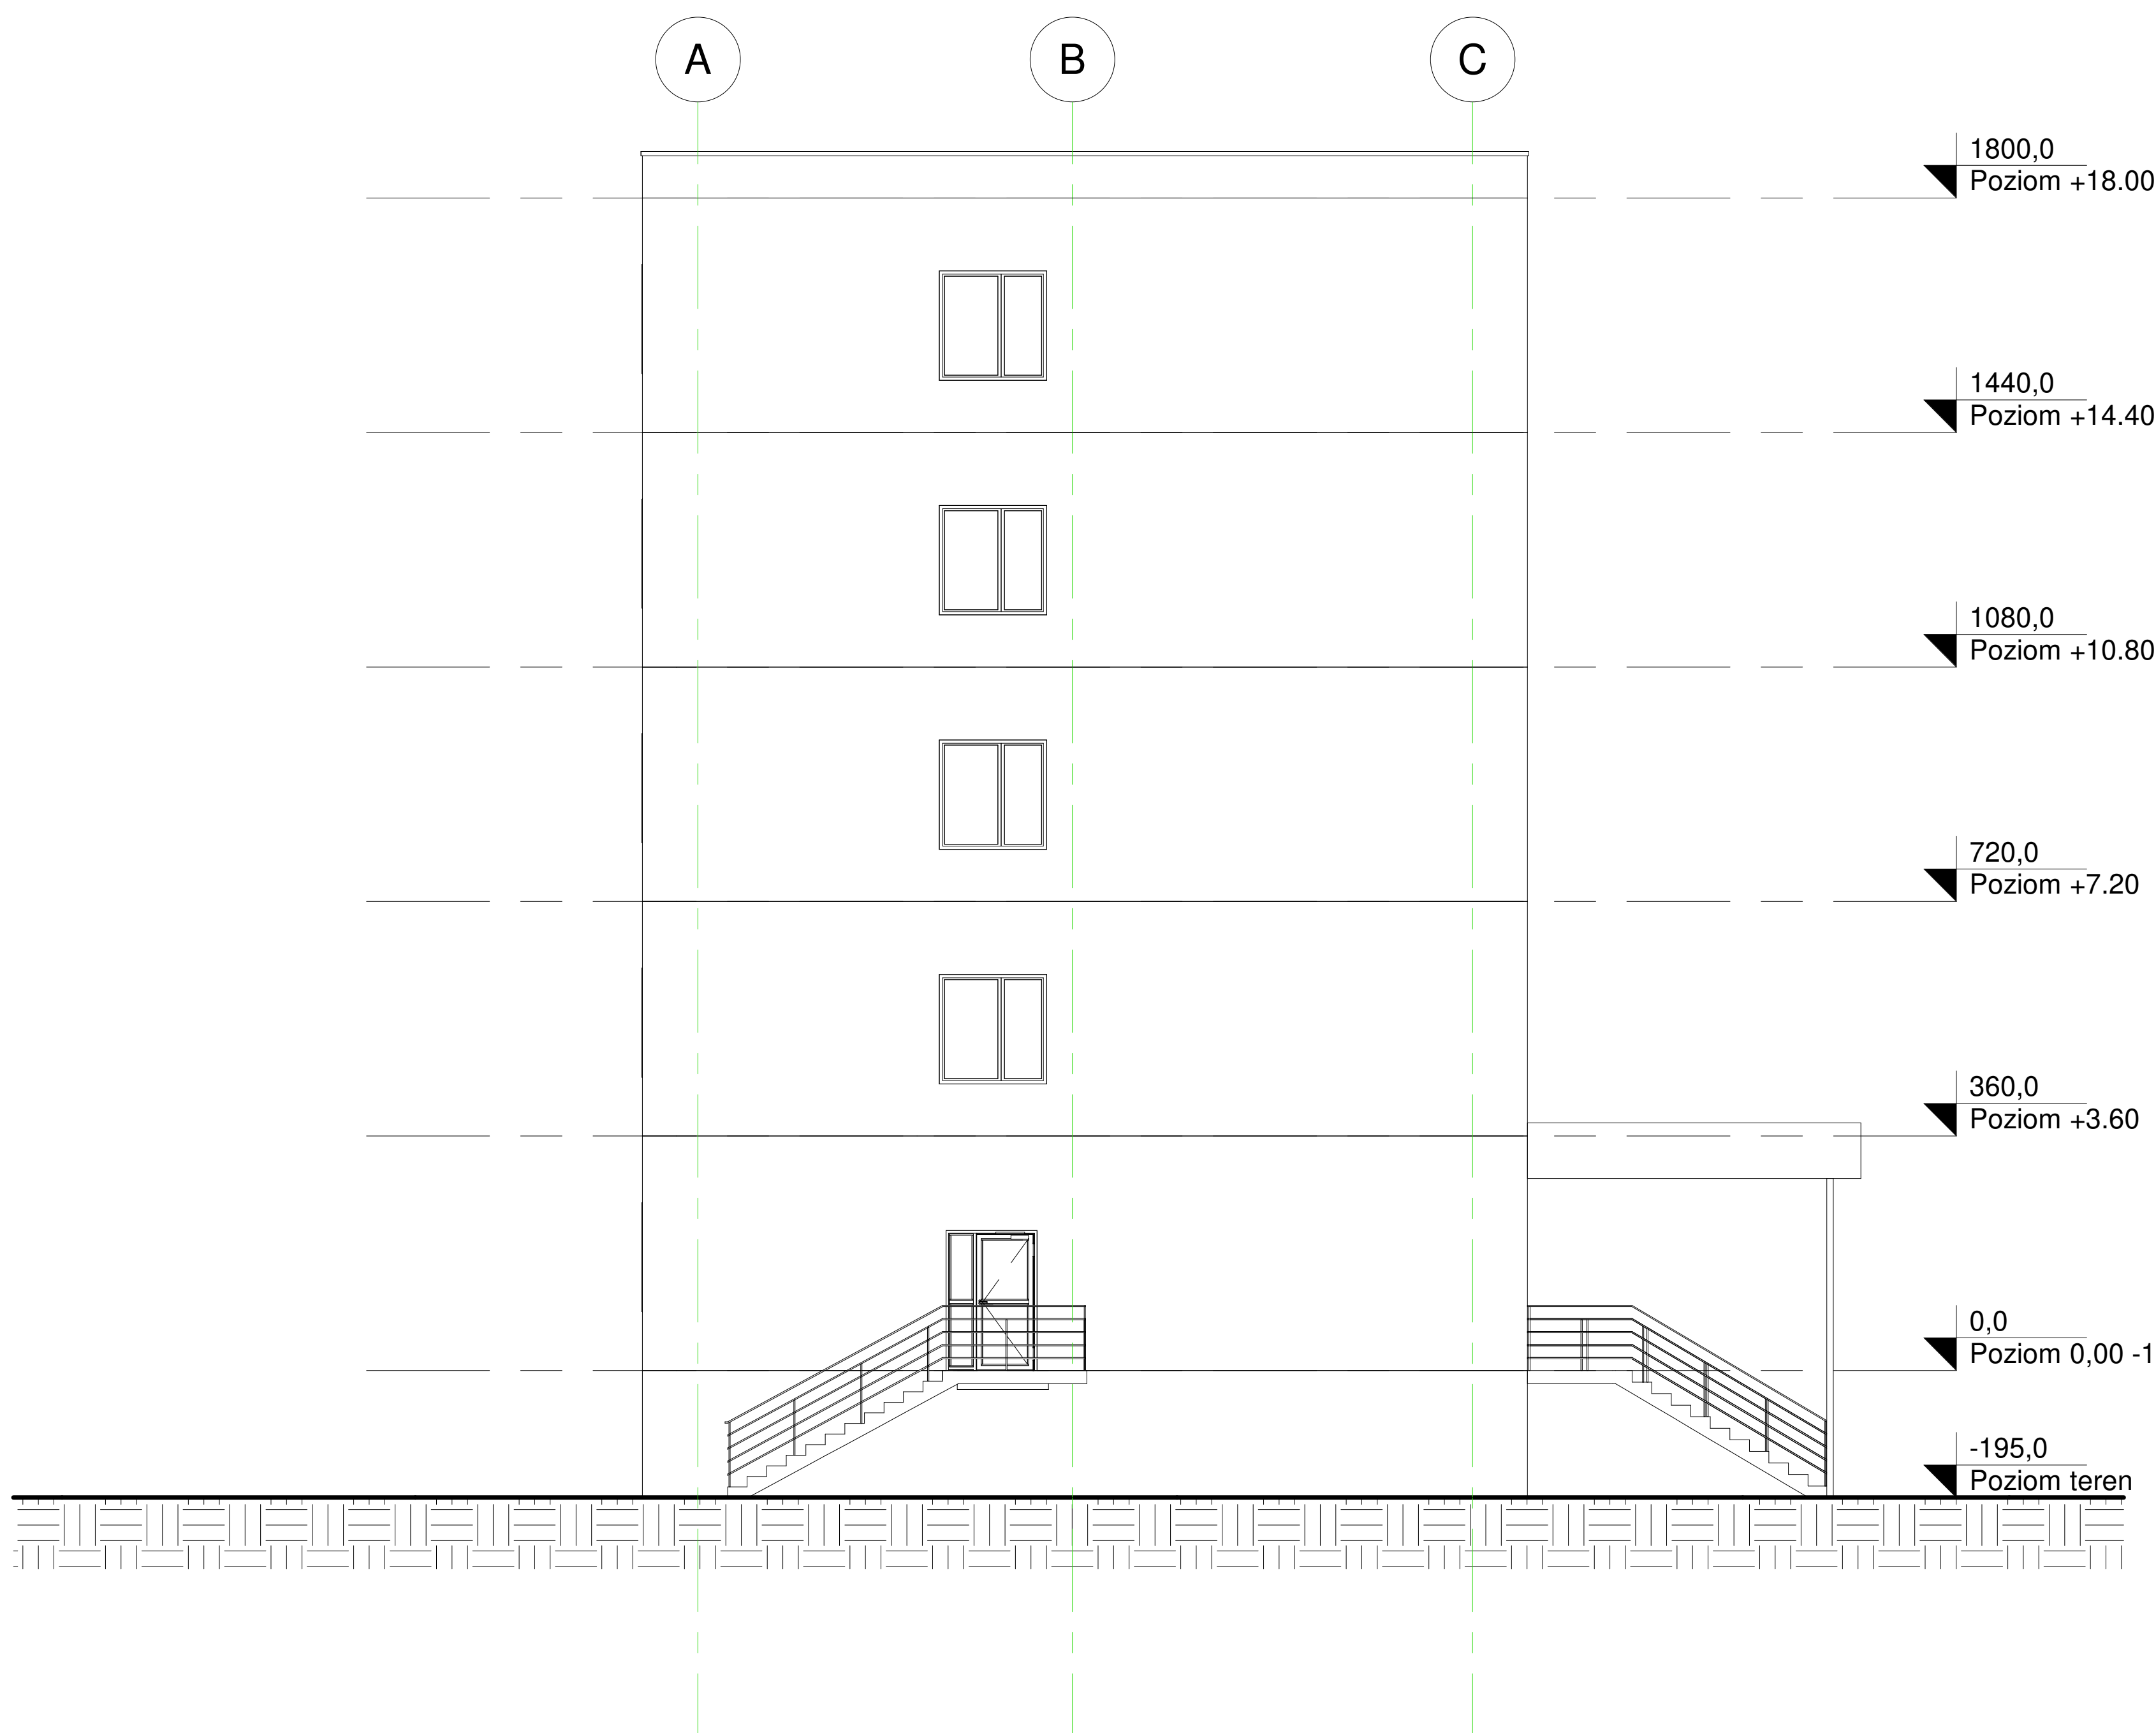 A B C
1800,0
Poziom +18.00
1440,0
Poziom +14.40
1080,0
Poziom +10.80
720,0
Poziom +7.20
360,0
Poziom +3.60
0,0
Poziom 0,00 -1
-195,0
Poziom teren